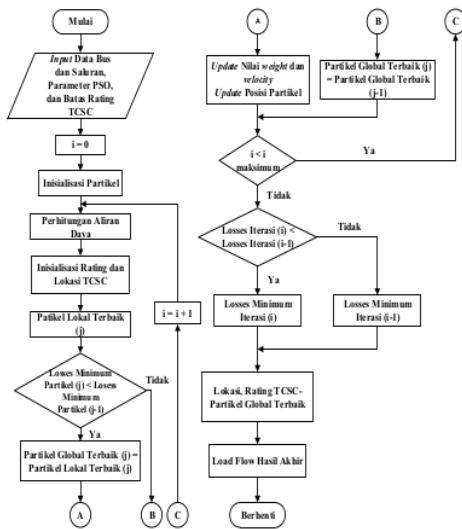 Mulai
Input Data Bus
dan Saluran,
Parameter PSO,
dan Batas Rating
TCSC
i = 0
Inisialisasi Partikel
Perhitungan Aliran
Daya
Inisialisasi Rating dan
Lokasi TCSC
Patikel Lokal Terbaik
(j)
Losses Minimum
Partikel (j) < Losess
Minimum
Partikel (j-1)
Tidak
Ya
Partikel Global Terbaik (j) =
Partikel Lokal Terbaik (j)
i = i + 1
A
B
C
A
B
C
Update Nilai weight dan
velocity
Update Posisi Partikel
Partikel Global Terbaik (j)
= Partikel Global Terbaik
(j-1)
i < i
maksimum
Ya
Tidak
Losses Iterasi (i) <
Losses Iterasi (i-1)
Tidak
Ya
Losses Minimum
Iterasi (i)
Losses Minimum
Iterasi (i-1)
Lokasi, Rating TCSC-
Partikel Global Terbaik
Load Flow Hasil Akhir
Berhenti